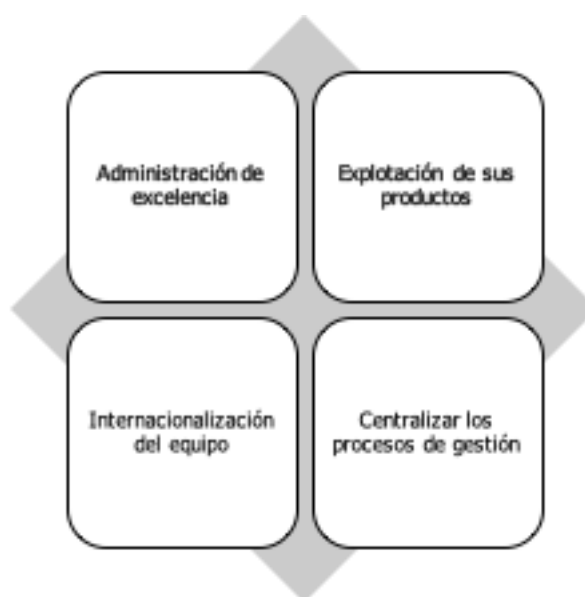 Administración de
excelencia
Explotación de sus
productos
Internacionalización
del equipo
Centralizar los
procesos de gestión